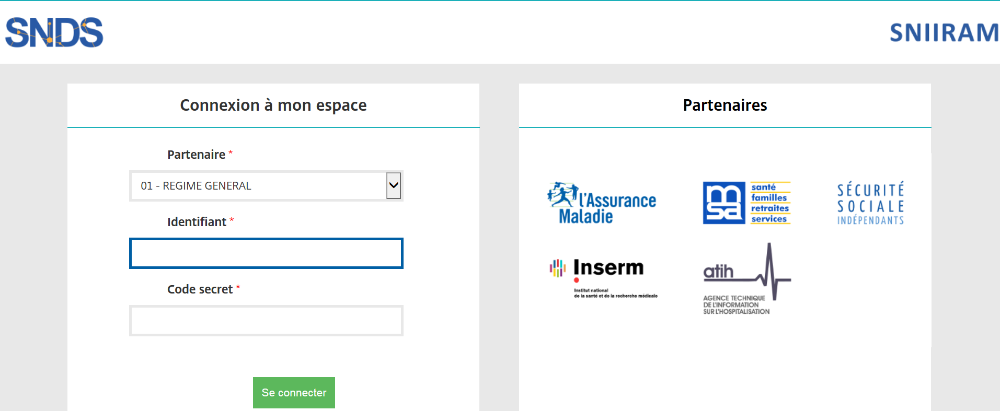 SNDS
SNIIRAM
Connexion à mon espace
Partenaire *
01 - REGIME GENERAL
Identifiant *
Code secret *
Se connecter
Partenaires
l'Assurance
Maladie
msa
santé
familles
retraites
services
SÉCURITÉ
SOCIALE
INDÉPENDANTS
Inserm
Institut national
de la santé et de la recherche médicale
atih
AGENCE TECHNIQUE
DE L'INFORMATION
SUR L'HOSPITALISATION